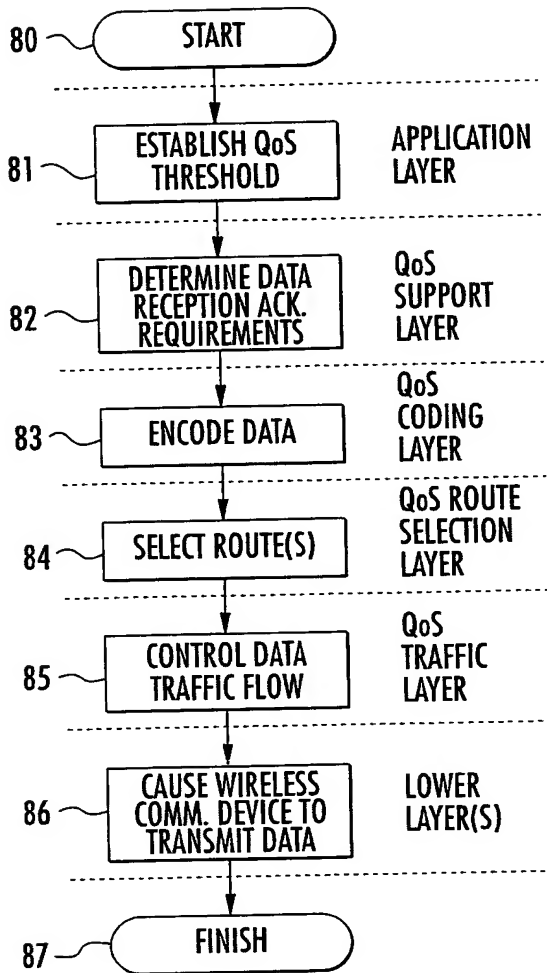 80
START
81
ESTABLISH QoS
THRESHOLD
APPLICATION
LAYER
82
DETERMINE DATA
RECEPTION ACK.
REQUIREMENTS
QoS
SUPPORT
LAYER
83
ENCODE DATA
QoS
CODING
LAYER
84
SELECT ROUTE(S)
QoS ROUTE
SELECTION
LAYER
85
CONTROL DATA
TRAFFIC FLOW
QoS
TRAFFIC
LAYER
86
CAUSE WIRELESS
COMM. DEVICE TO
TRANSMIT DATA
LOWER
LAYER(S)
87
FINISH